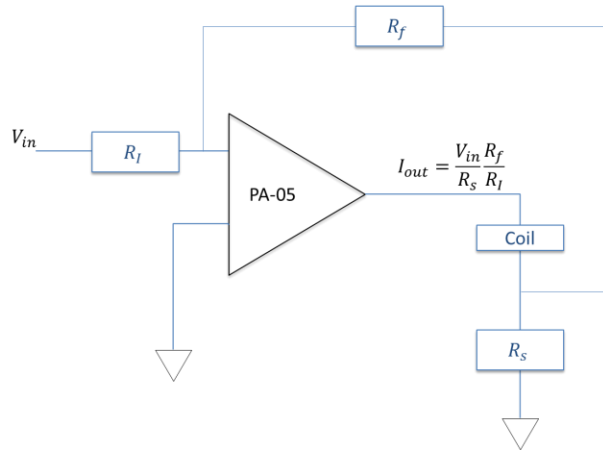 R_f
V_in
R_I
PA-05
I_out = V_in/R_s R_f/R_I
Coil
R_s